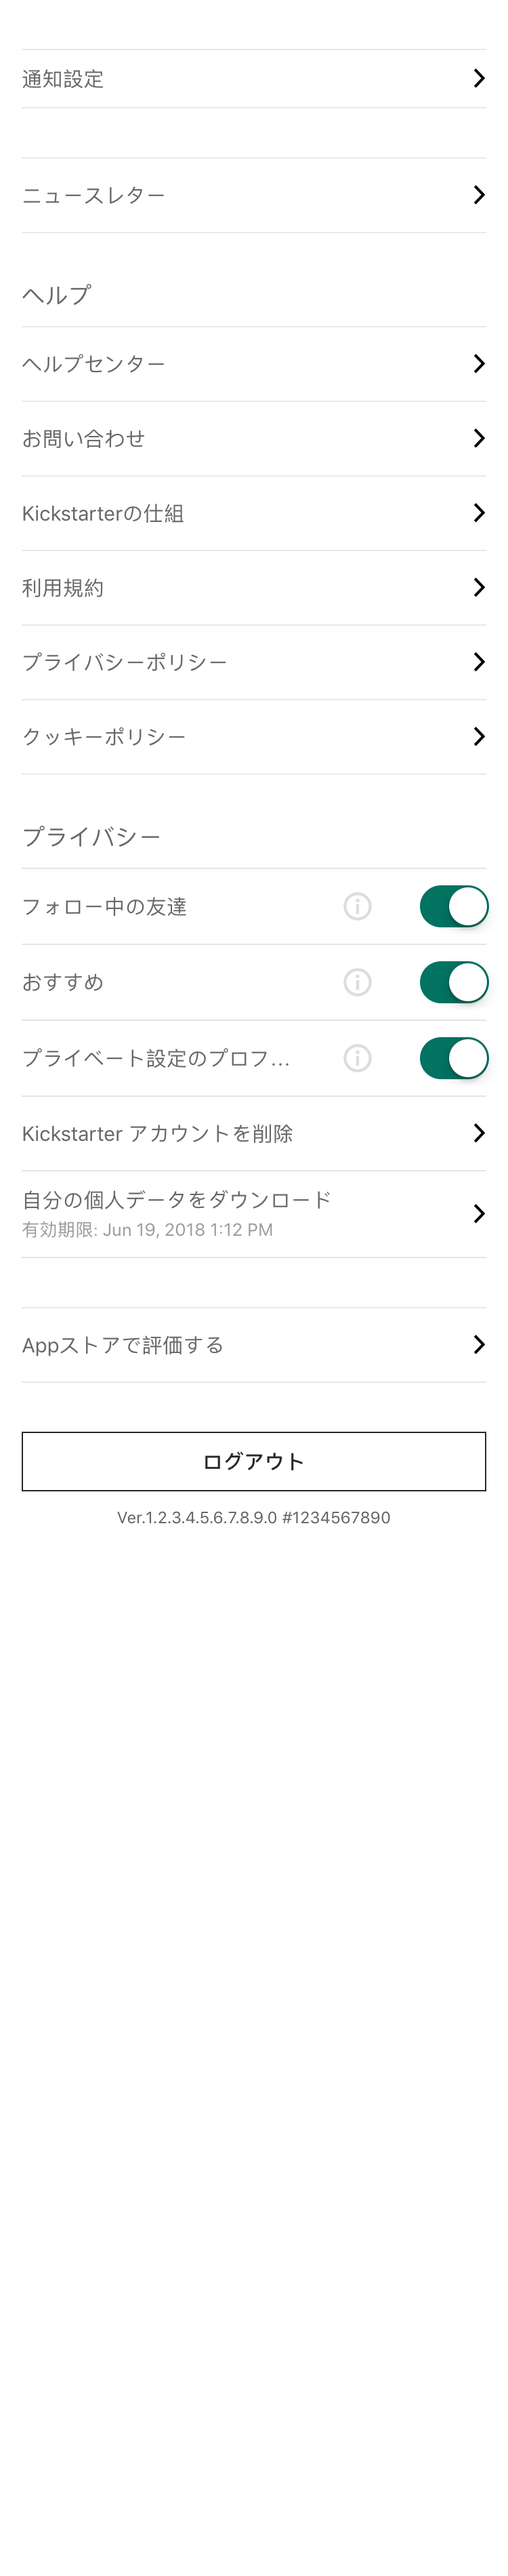 通知設定
ニュースレター
ヘルプ
ヘルプセンター
お問い合わせ
Kickstarterの仕組
利用規約
プライバシーポリシー
クッキーポリシー
プライバシー
フォロー中の友達
おすすめ
プライベート設定のプロフ...
Kickstarter アカウントを削除
自分の個人データをダウンロード
有効期限: Jun 19, 2018 1:12 PM
Appストアで評価する
ログアウト
Ver.1.2.3.4.5.6.7.8.9.0 #1234567890